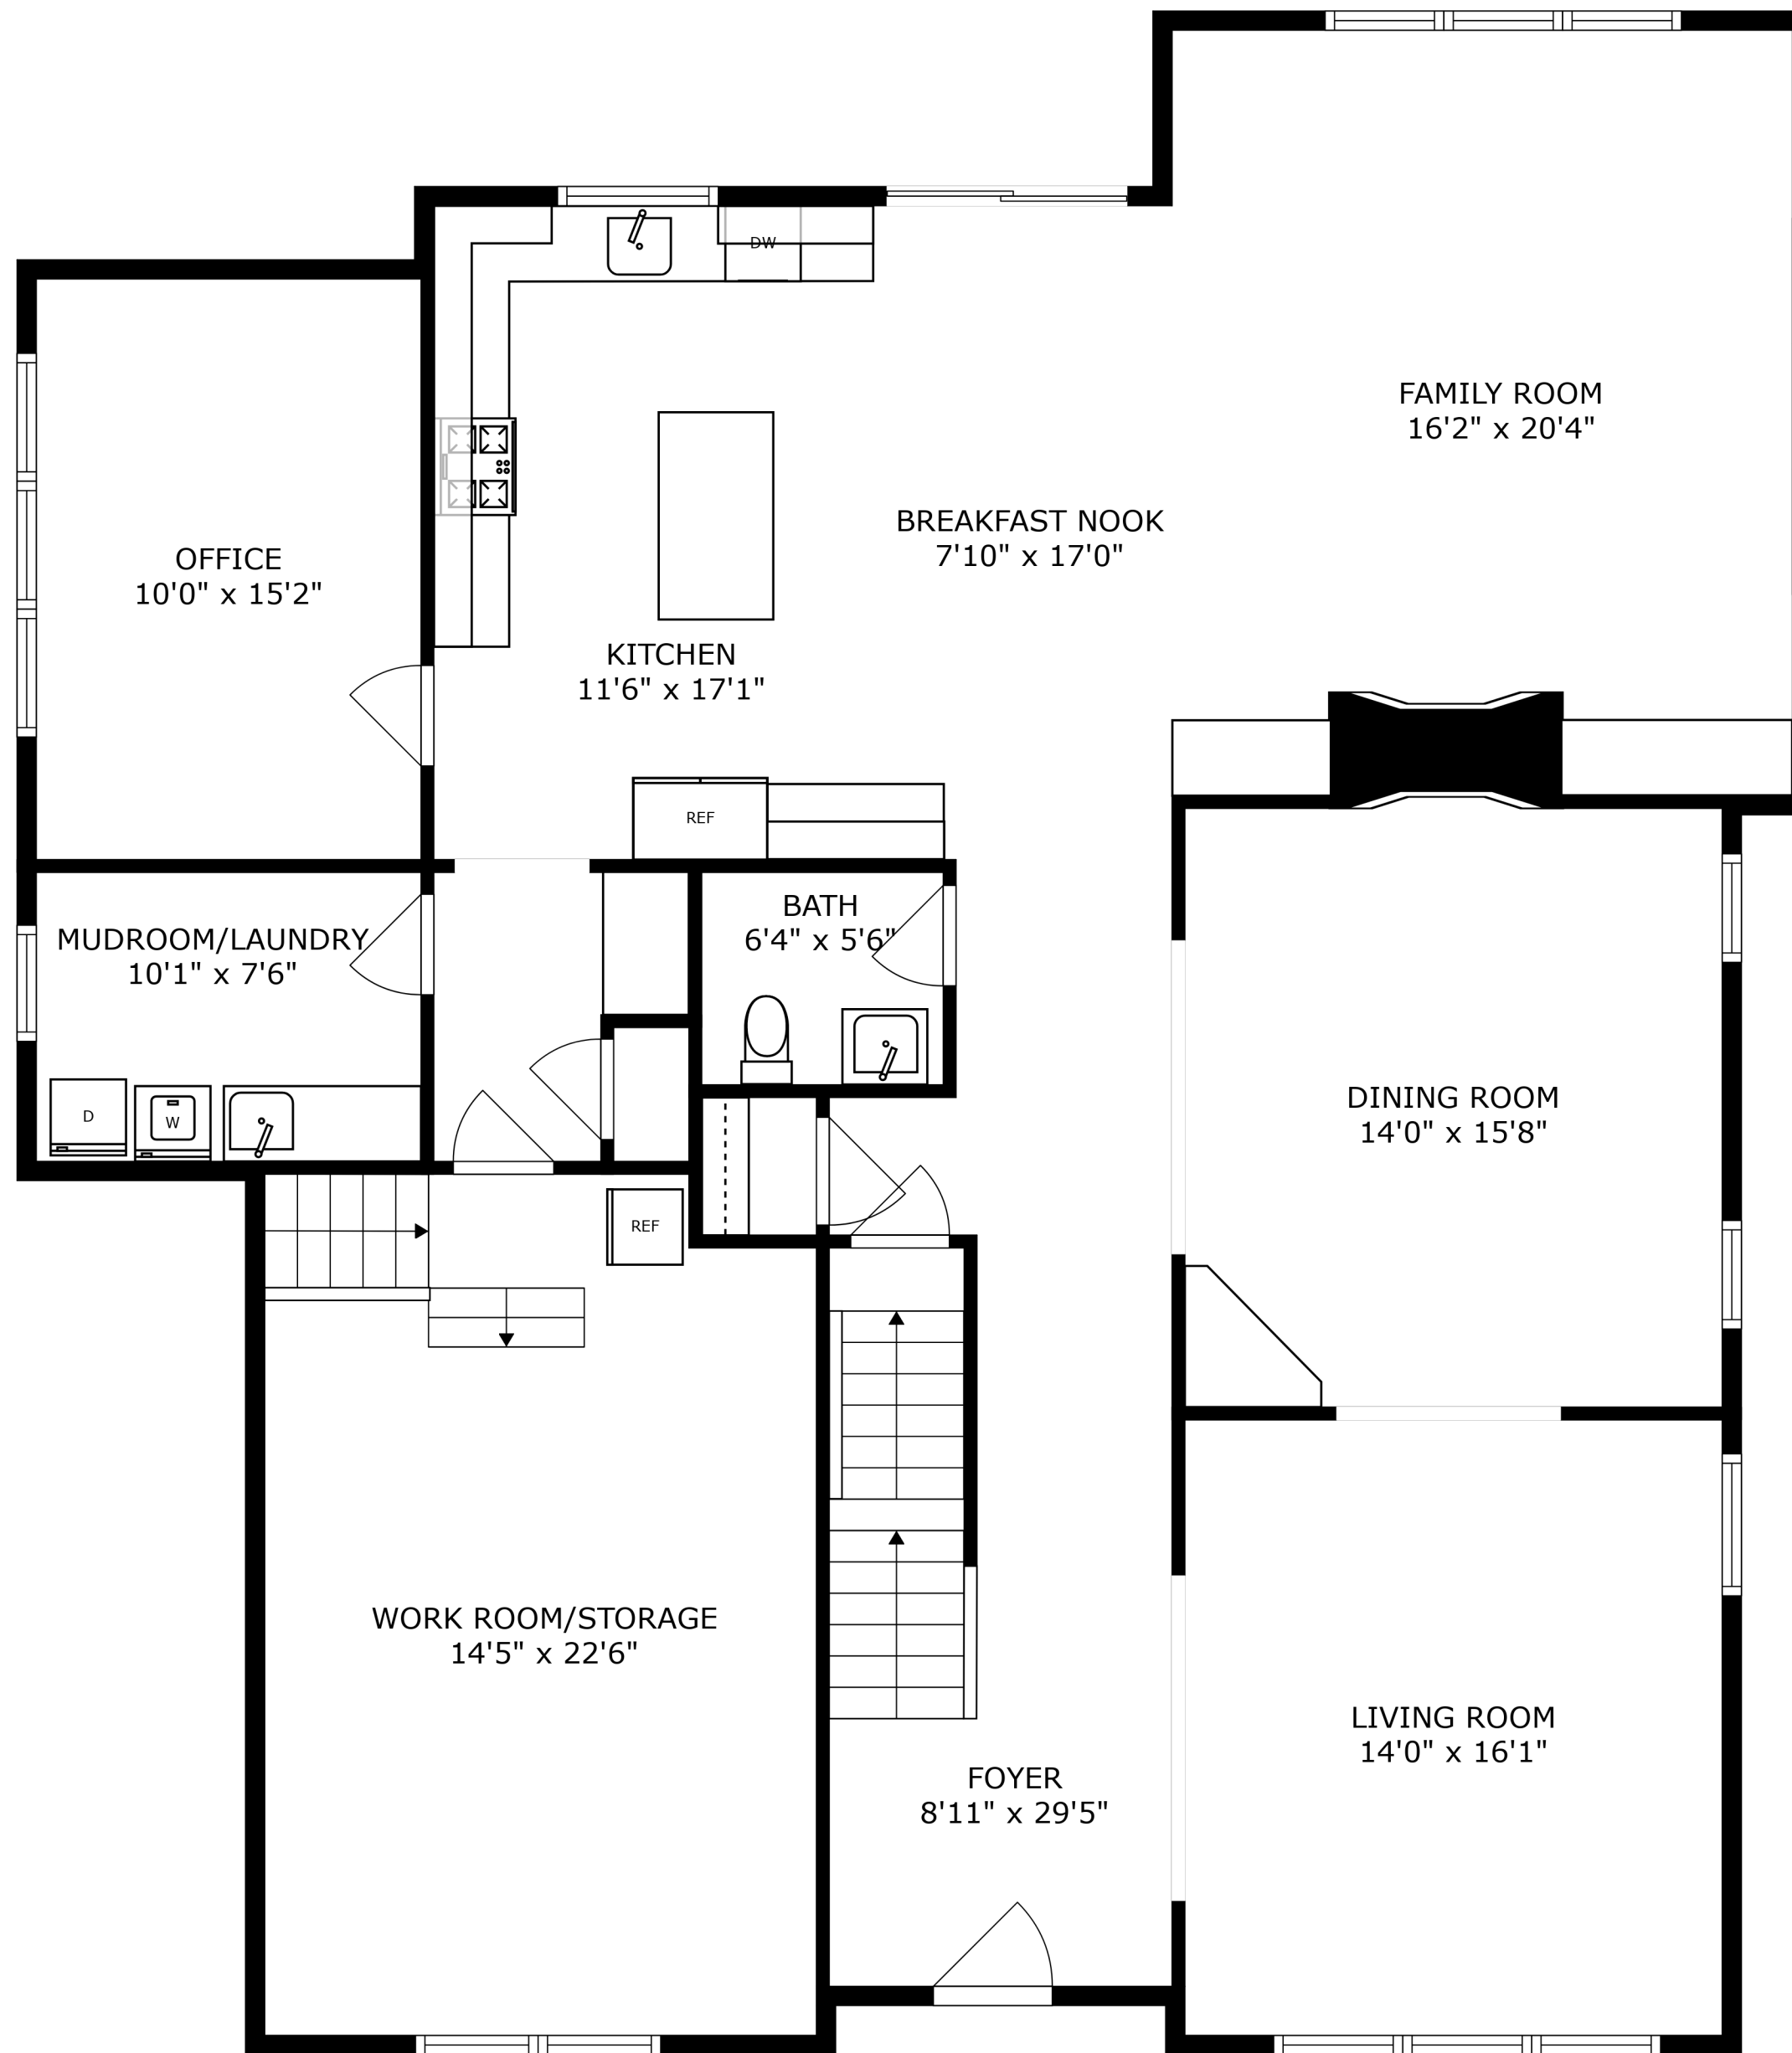 DW
FAMILY ROOM
16'2" x 20'4"
BREAKFAST NOOK
7'10" x 17'0"
OFFICE
10'0" x 15'2"
KITCHEN
11'6" x 17'1"
REF
BATH
6'4" x 5'6"
MUDROOM/LAUNDRY
10'1" x 7'6"
D
W
DINING ROOM
14'0" x 15'8"
REF
WORK ROOM/STORAGE
14'5" x 22'6"
LIVING ROOM
14'0" x 16'1"
FOYER
8'11" x 29'5"